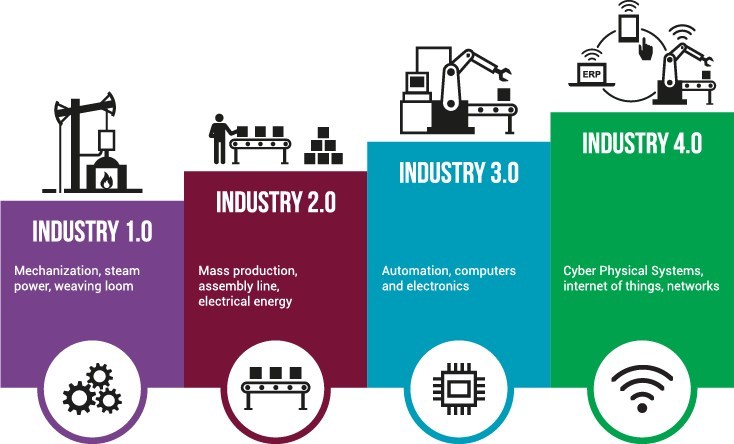 ERP
INDUSTRY 1.0
Mechanization, steam
power, weaving loom
INDUSTRY 2.0
Mass production,
assembly line,
electrical energy
INDUSTRY 3.0
Automation, computers
and electronics
INDUSTRY 4.0
Cyber Physical Systems,
internet of things, networks